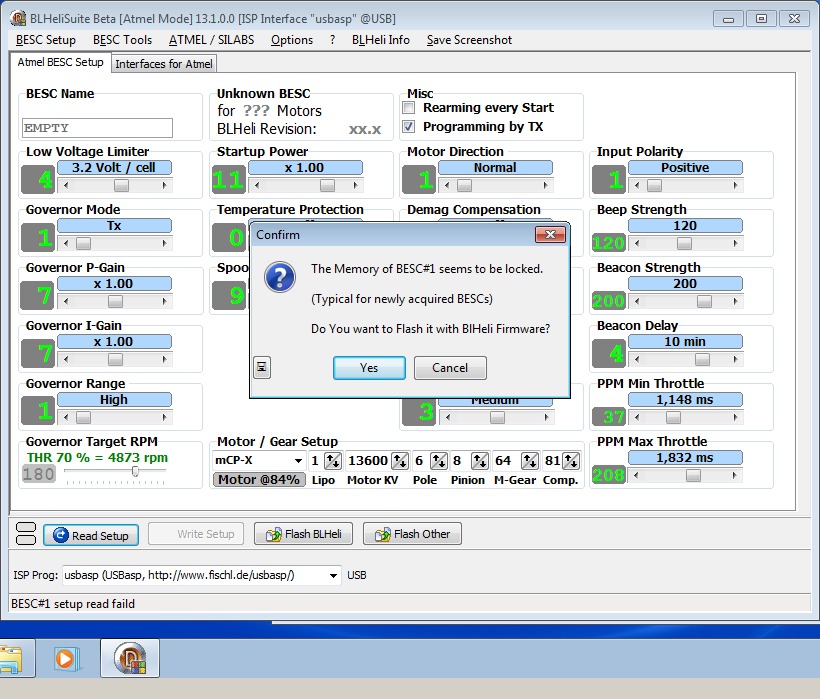 BLHeliSuite Beta [Atmel Mode] 13.1.0.0 [ISP Interface "usbasp" @USB]
BESC Setup BESC Tools ATMEL / SILABS Options ? BLHeli Info Save Screenshot
Atmel BESC Setup Interfaces for Atmel
BESC Name
EMPTY
Unknown BESC
for ??? Motors
BLHeli Revision: xx.x
Misc
Rearming every Start
Programming by TX
Low Voltage Limiter
3.2 Volt / cell
4
Startup Power
x 1.00
11
Motor Direction
Normal
1
Input Polarity
Positive
1
Governor Mode
Tx
1
Temperature Protection
0
Demag Compensation
Beep Strength
120
120
Governor P-Gain
x 1.00
7
Spoo
9
Beacon Strength
200
200
Governor I-Gain
x 1.00
7
Beacon Delay
10 min
4
Governor Range
High
1
Medium
3
PPM Min Throttle
1,148 ms
37
Governor Target RPM
THR 70 % = 4873 rpm
180
Motor / Gear Setup
mCP-X 1 13600 6 8 64 81
Motor @84% Lipo Motor KV Pole Pinion M-Gear Comp.
PPM Max Throttle
1,832 ms
208
Confirm
The Memory of BESC#1 seems to be locked.
(Typical for newly acquired BESCs)
Do You want to Flash it with BlHeli Firmware?
Yes Cancel
Read Setup Write Setup Flash BLHeli Flash Other
ISP Prog: usbasp (USBasp, http://www.fischl.de/usbasp/) USB
BESC#1 setup read faild